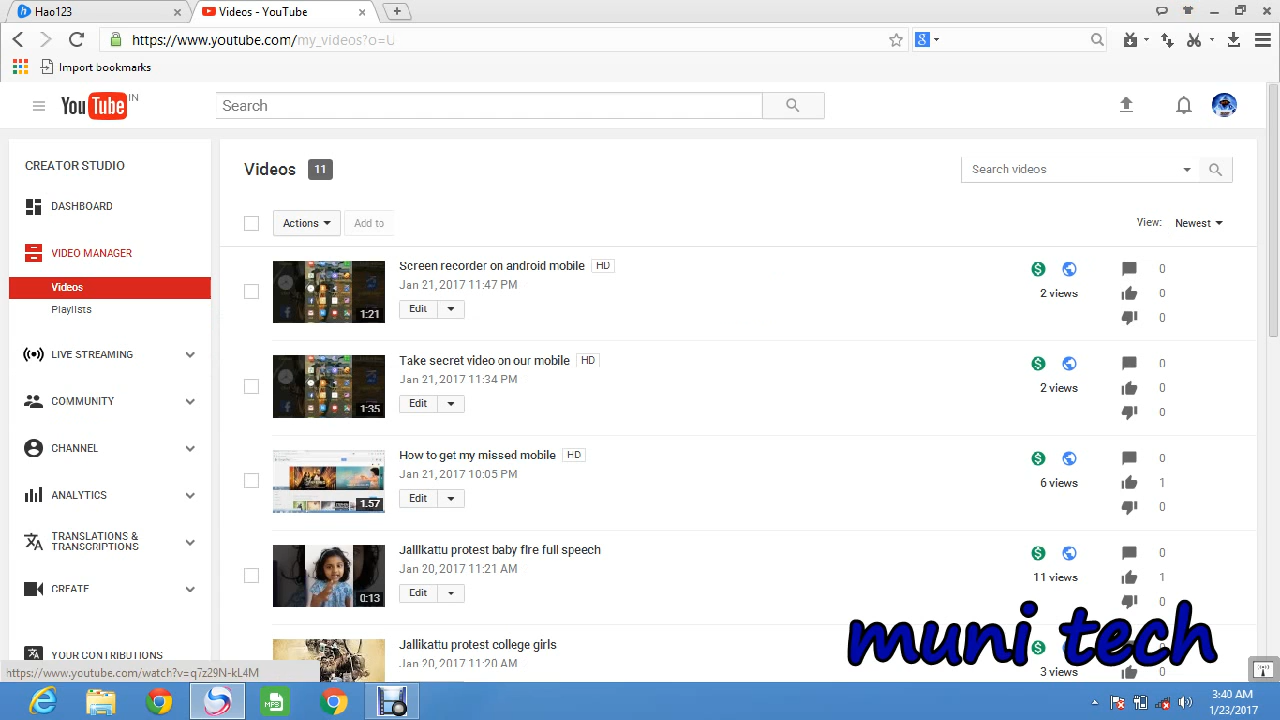 Hao123
Videos - YouTube
https://www.youtube.com/my_videos?o=U
Import bookmarks
YouTube IN
Search
CREATOR STUDIO
DASHBOARD
VIDEO MANAGER
Videos
Playlists
LIVE STREAMING
COMMUNITY
CHANNEL
ANALYTICS
TRANSLATIONS &
TRANSCRIPTIONS
CREATE
YOUR CONTRIBUTIONS
Videos 11
Search videos
Actions
Add to
View: Newest
Screen recorder on android mobile HD
Jan 21, 2017 11:47 PM
Edit
1:21
2 views
0
0
0
Take secret video on our mobile HD
Jan 21, 2017 11:34 PM
Edit
1:35
2 views
0
0
0
How to get my missed mobile HD
Jan 21, 2017 10:05 PM
Edit
1:57
6 views
0
1
0
Jallikattu protest baby fire full speech
Jan 20, 2017 11:21 AM
Edit
0:13
11 views
0
1
0
Jallikattu protest college girls
Jan 20, 2017 11:20 AM
3 views
muni tech
https://www.youtube.com/watch?v=q7z29N-kL4M
3:40 AM
1/23/2017